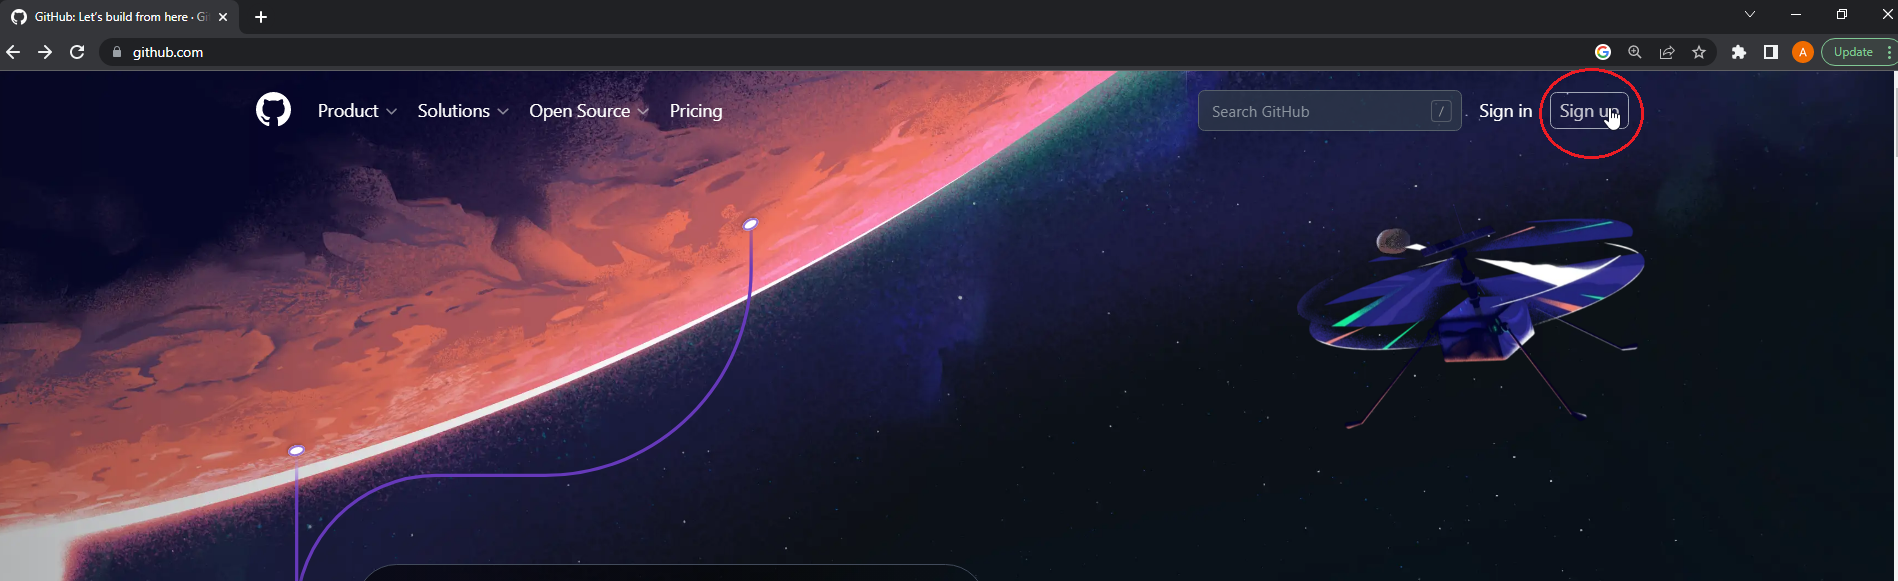 GitHub: Let's build from here · Gi
github.com
A
Update
Product
Solutions
Open Source
Pricing
Search GitHub
/
Sign in
Sign up